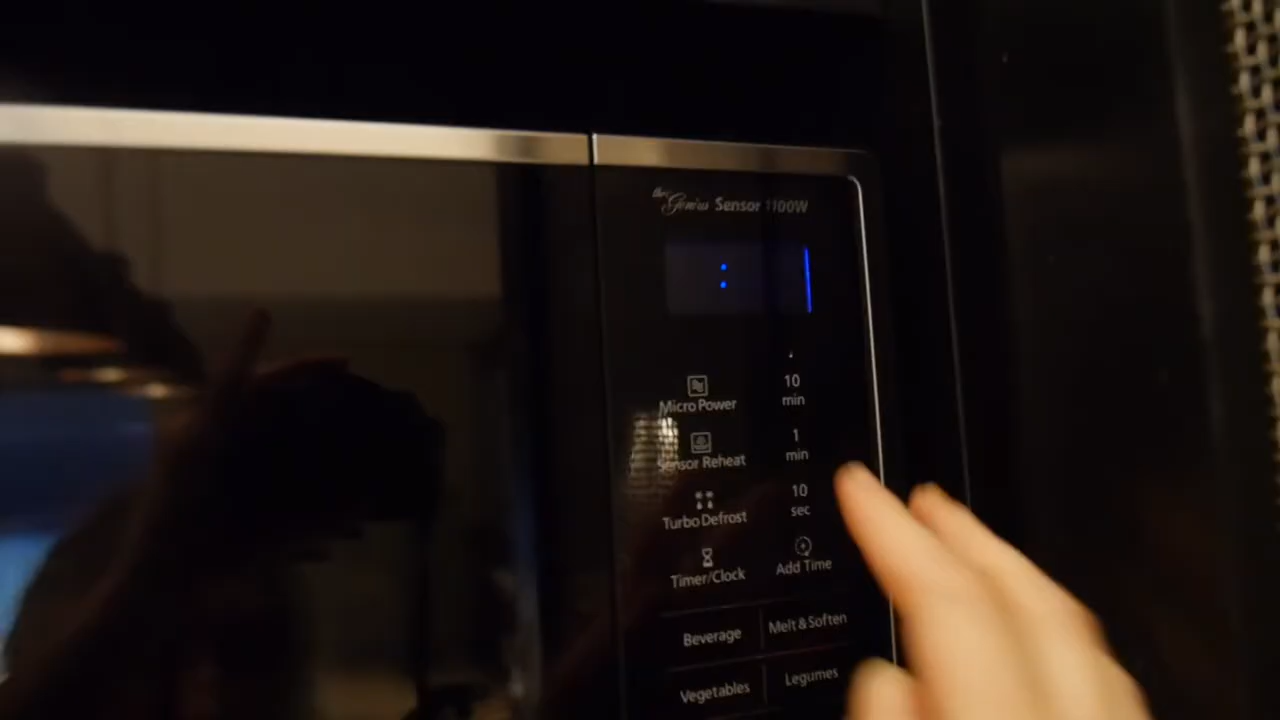 the Genius Sensor 1100W
:
Micro Power
10
min
Sensor Reheat
1
min
Turbo Defrost
10
sec
Timer/Clock
Add Time
Beverage
Melt & Soften
Vegetables
Legumes